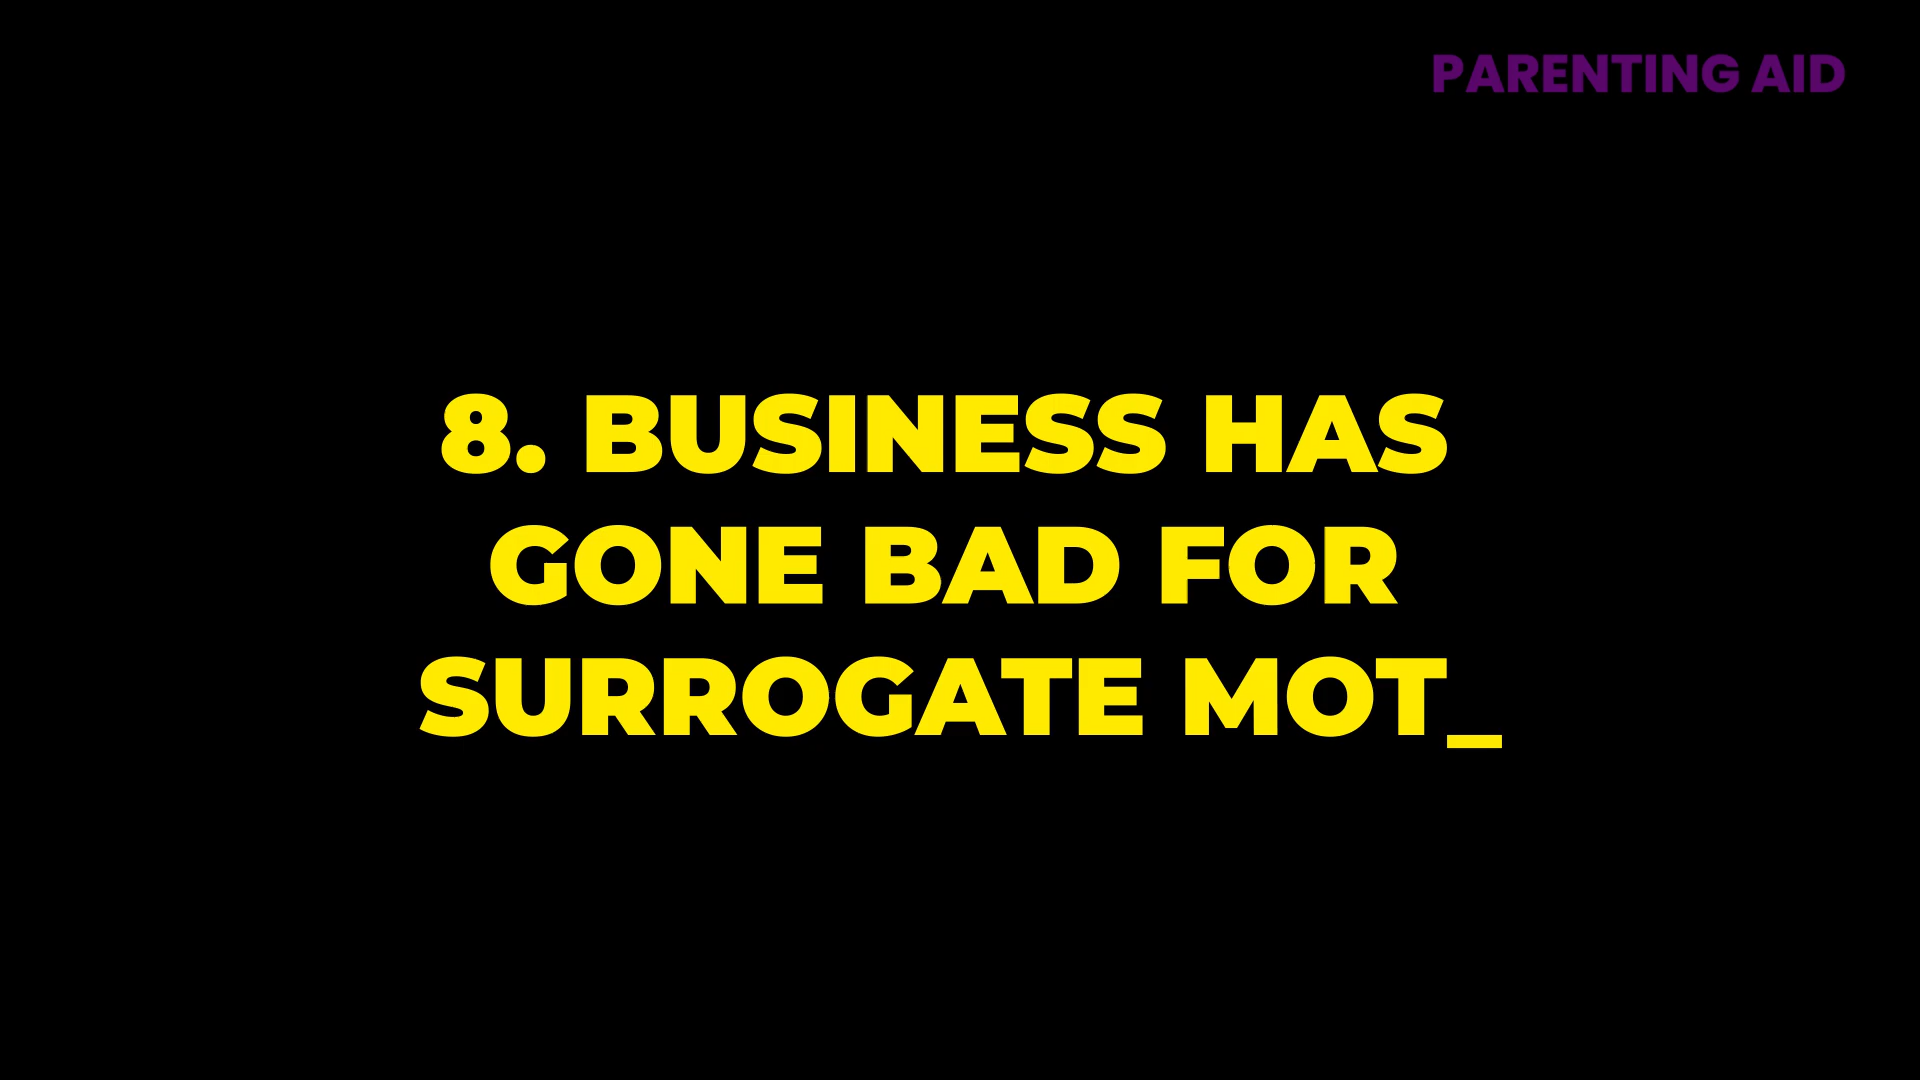 PARENTING AID
8. BUSINESS HAS
GONE BAD FOR
SURROGATE MOT_